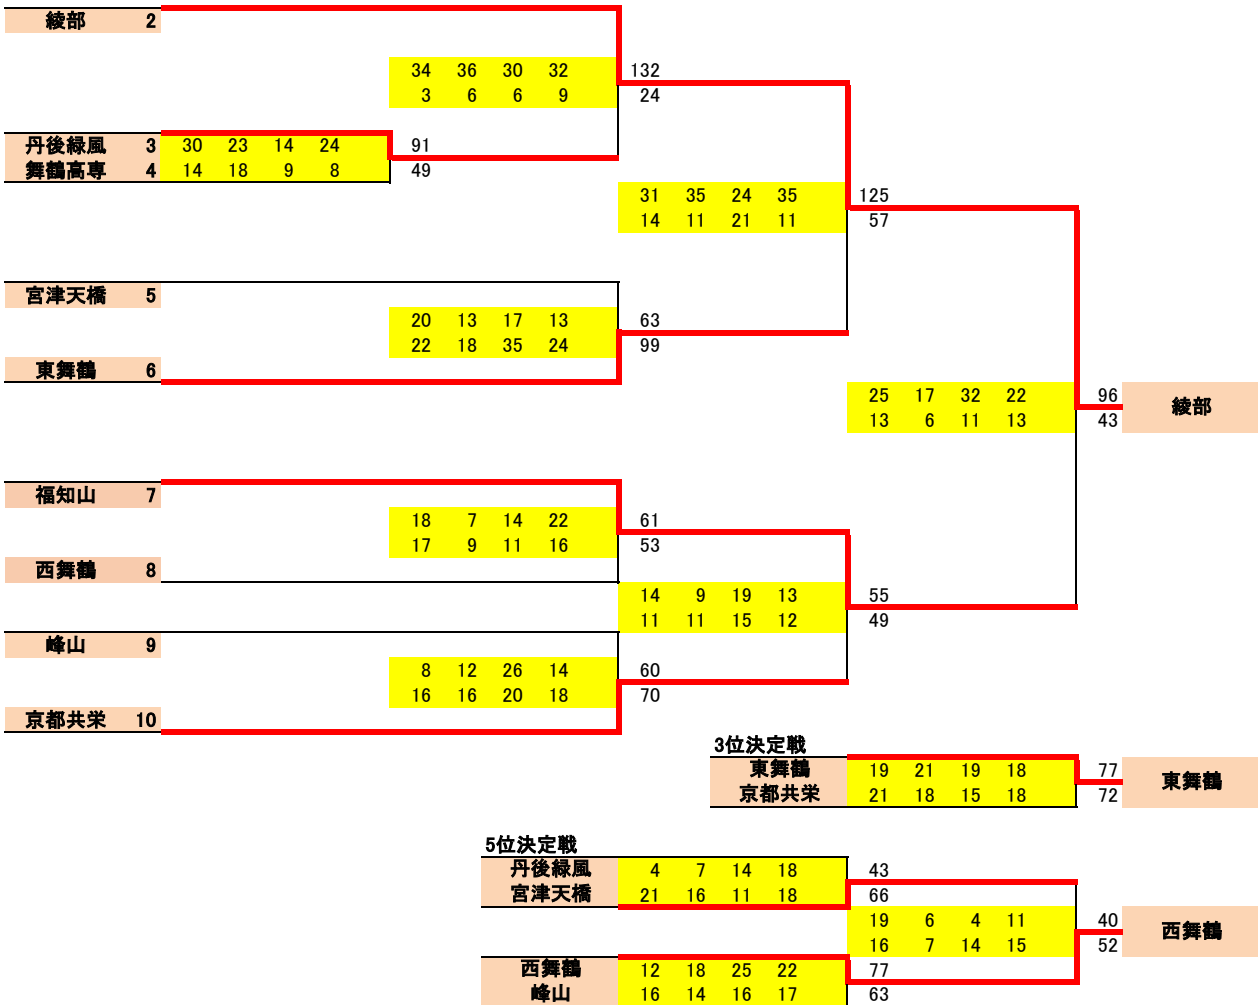 綾部 2
34 36 30 32 132
3 6 6 9 24
丹後緑風 3 30 23 14 24 91
舞鶴高専 4 14 18 9 8 49
31 35 24 35 125
14 11 21 11 57
宮津天橋 5
20 13 17 13 63
22 18 35 24 99
東舞鶴 6
25 17 32 22 96
13 6 11 13 43
綾部
福知山 7
18 7 14 22 61
17 9 11 16 53
西舞鶴 8
14 9 19 13 55
11 11 15 12 49
峰山 9
8 12 26 14 60
16 16 20 18 70
京都共栄 10
3位決定戦
東舞鶴 19 21 19 18 77
京都共栄 21 18 15 18 72
東舞鶴
5位決定戦
丹後緑風 4 7 14 18 43
宮津天橋 21 16 11 18 66
19 6 4 11 40
16 7 14 15 52
西舞鶴
西舞鶴 12 18 25 22 77
峰山 16 14 16 17 63